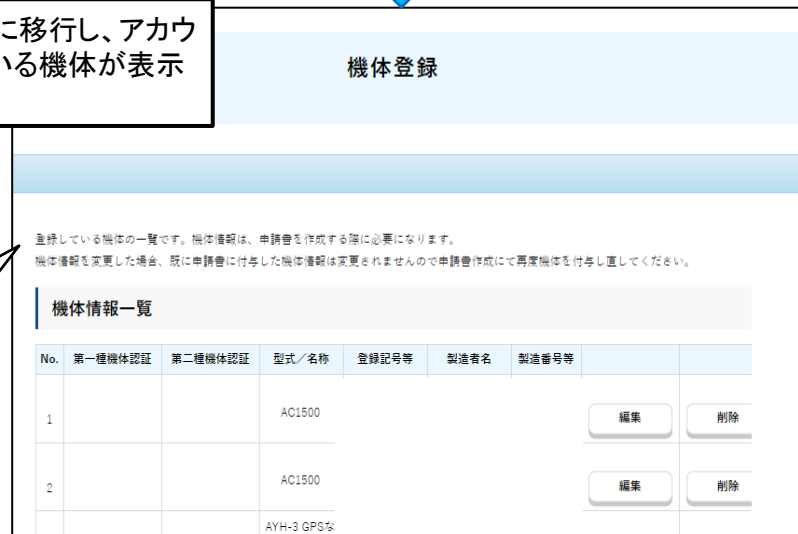 に移行し、アカウ
いる機体が表示
機体登録
登録している機体の一覧です。機体情報は、申請書を作成する際に必要になります。
機体情報を変更した場合、既に申請書に付与した機体情報は変更されませんので申請書作成にて再度機体を付与し直してください。
機体情報一覧
No. 第一種機体認証 第二種機体認証 型式／名称 登録記号等 製造者名 製造番号等
1 AC1500 編集 削除
2 AC1500 編集 削除
AYH-3 GPSな